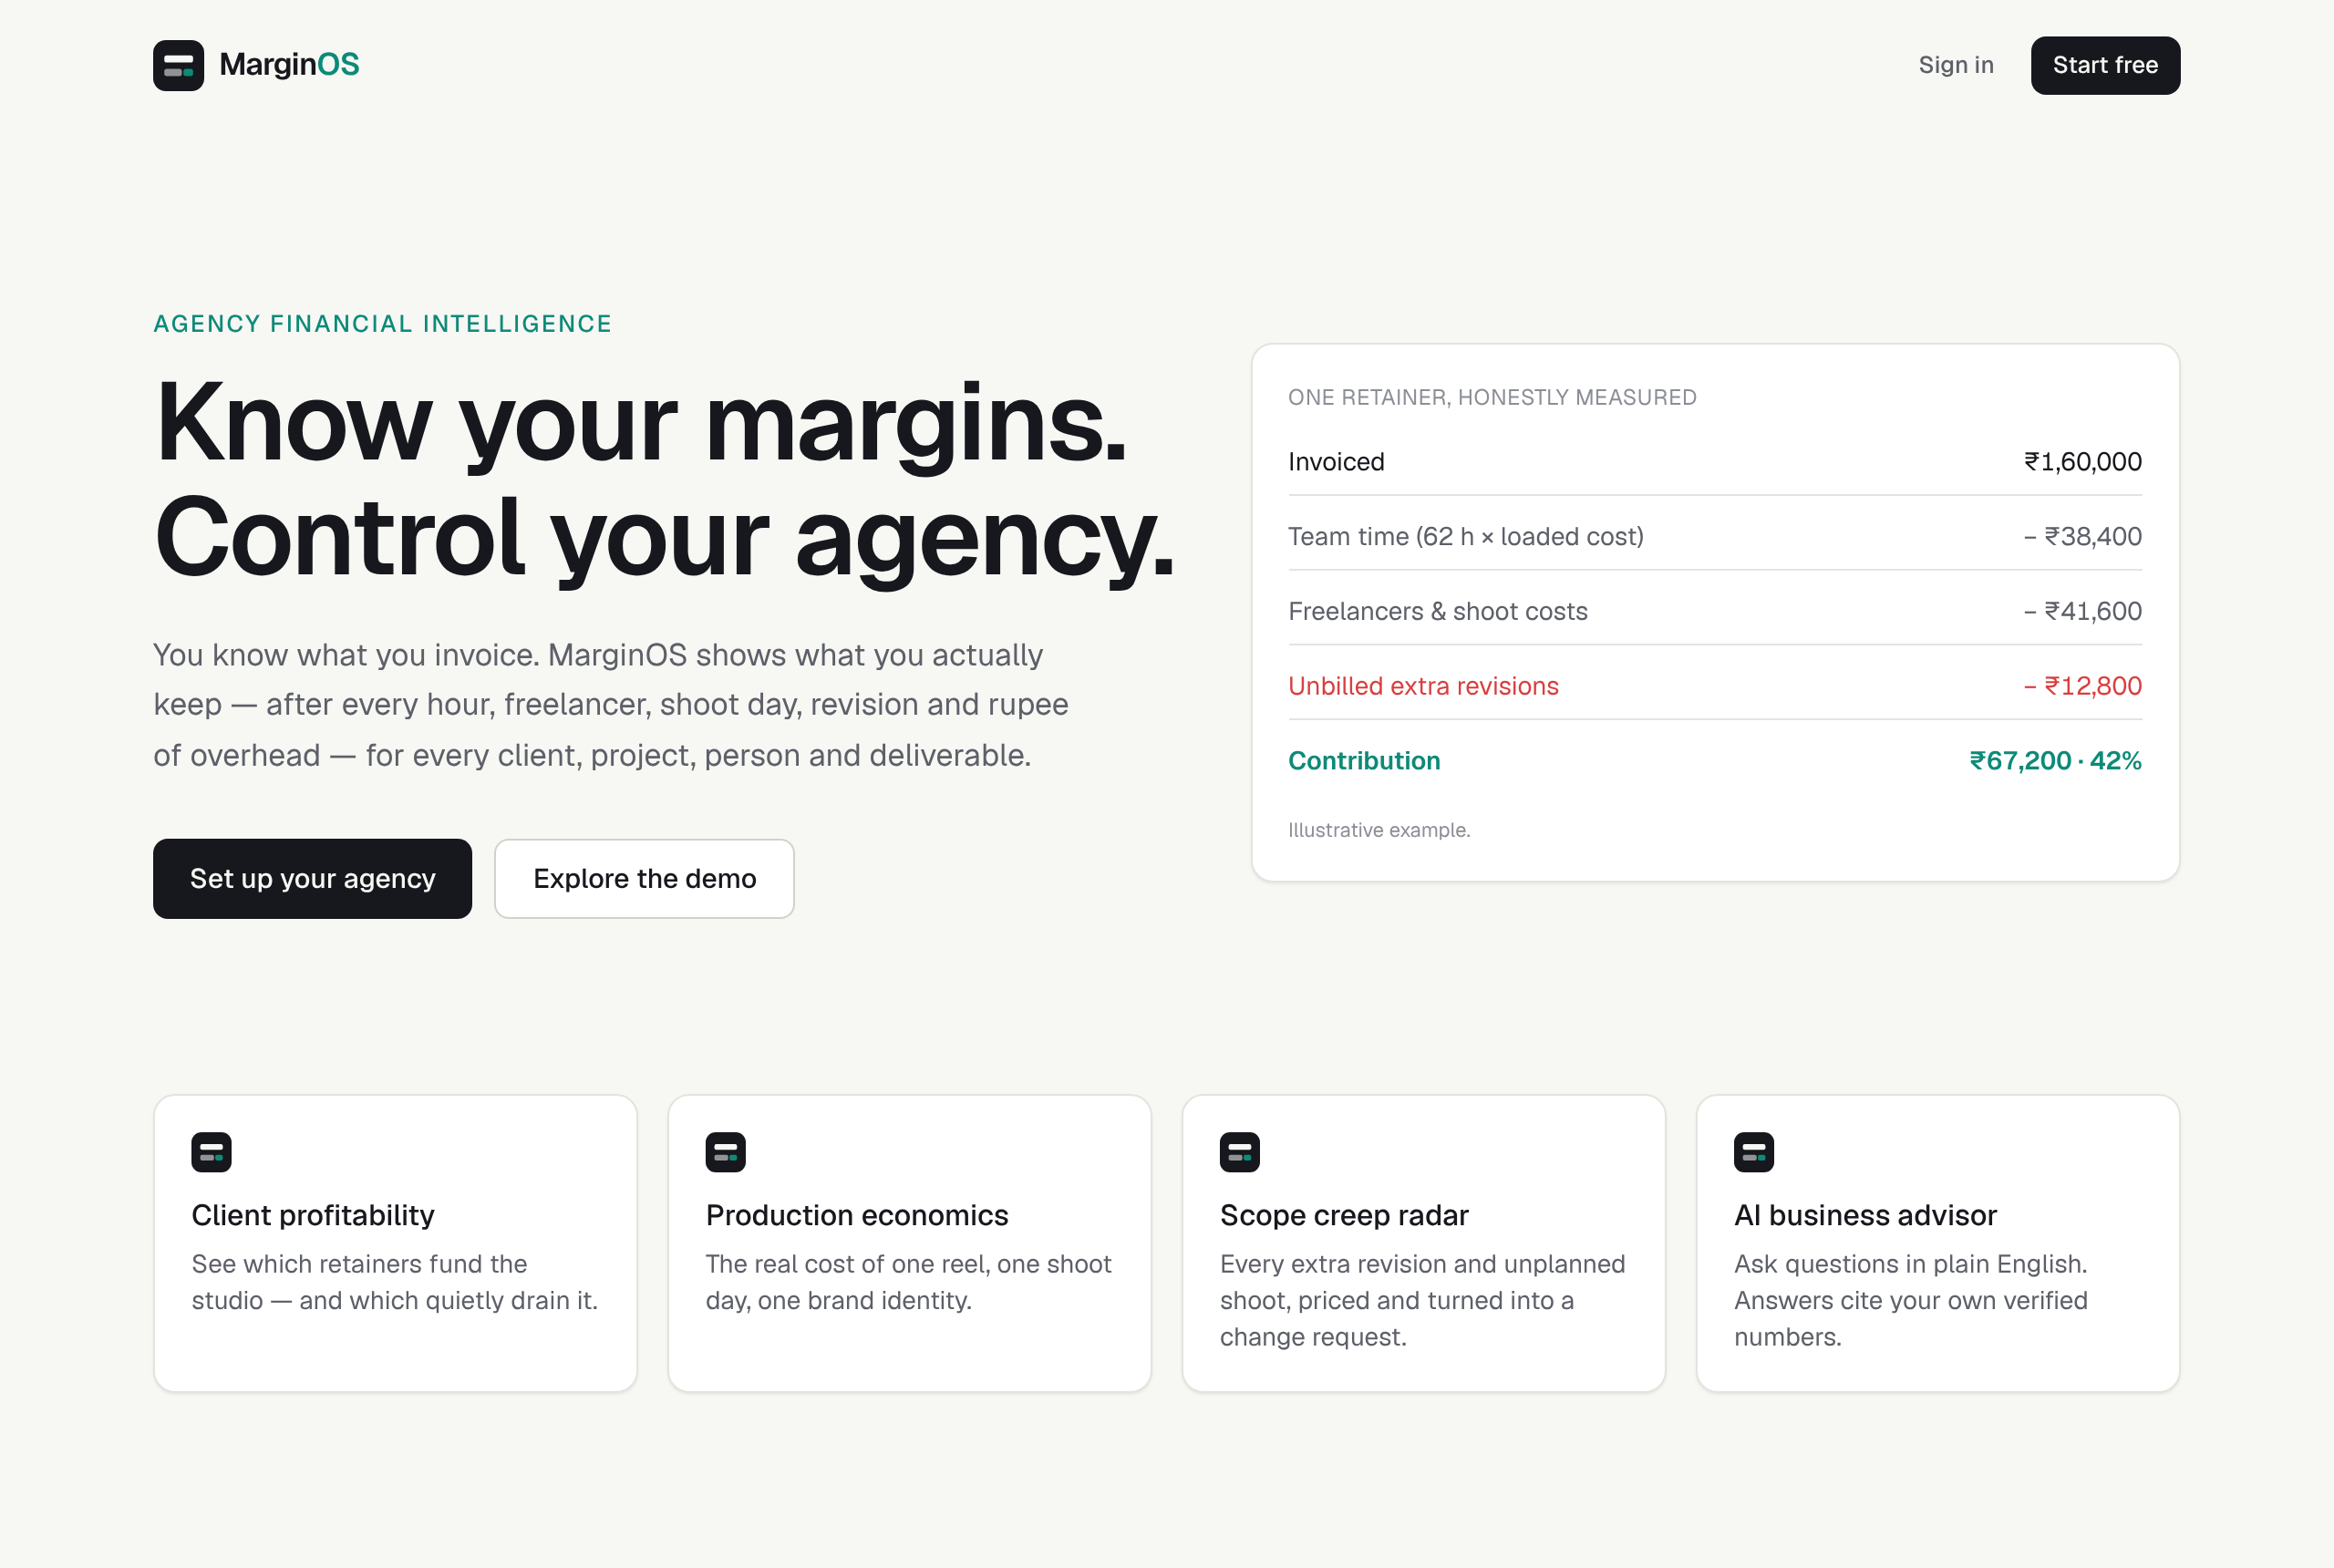 MarginOS
Sign in
Start free
AGENCY FINANCIAL INTELLIGENCE
Know your margins.
Control your agency.
You know what you invoice. MarginOS shows what you actually
keep — after every hour, freelancer, shoot day, revision and rupee
of overhead — for every client, project, person and deliverable.
Set up your agency
Explore the demo
ONE RETAINER, HONESTLY MEASURED
Invoiced ₹1,60,000
Team time (62 h × loaded cost) – ₹38,400
Freelancers & shoot costs – ₹41,600
Unbilled extra revisions – ₹12,800
Contribution ₹67,200 · 42%
Illustrative example.
Client profitability
See which retainers fund the
studio — and which quietly drain it.
Production economics
The real cost of one reel, one shoot
day, one brand identity.
Scope creep radar
Every extra revision and unplanned
shoot, priced and turned into a
change request.
AI business advisor
Ask questions in plain English.
Answers cite your own verified
numbers.